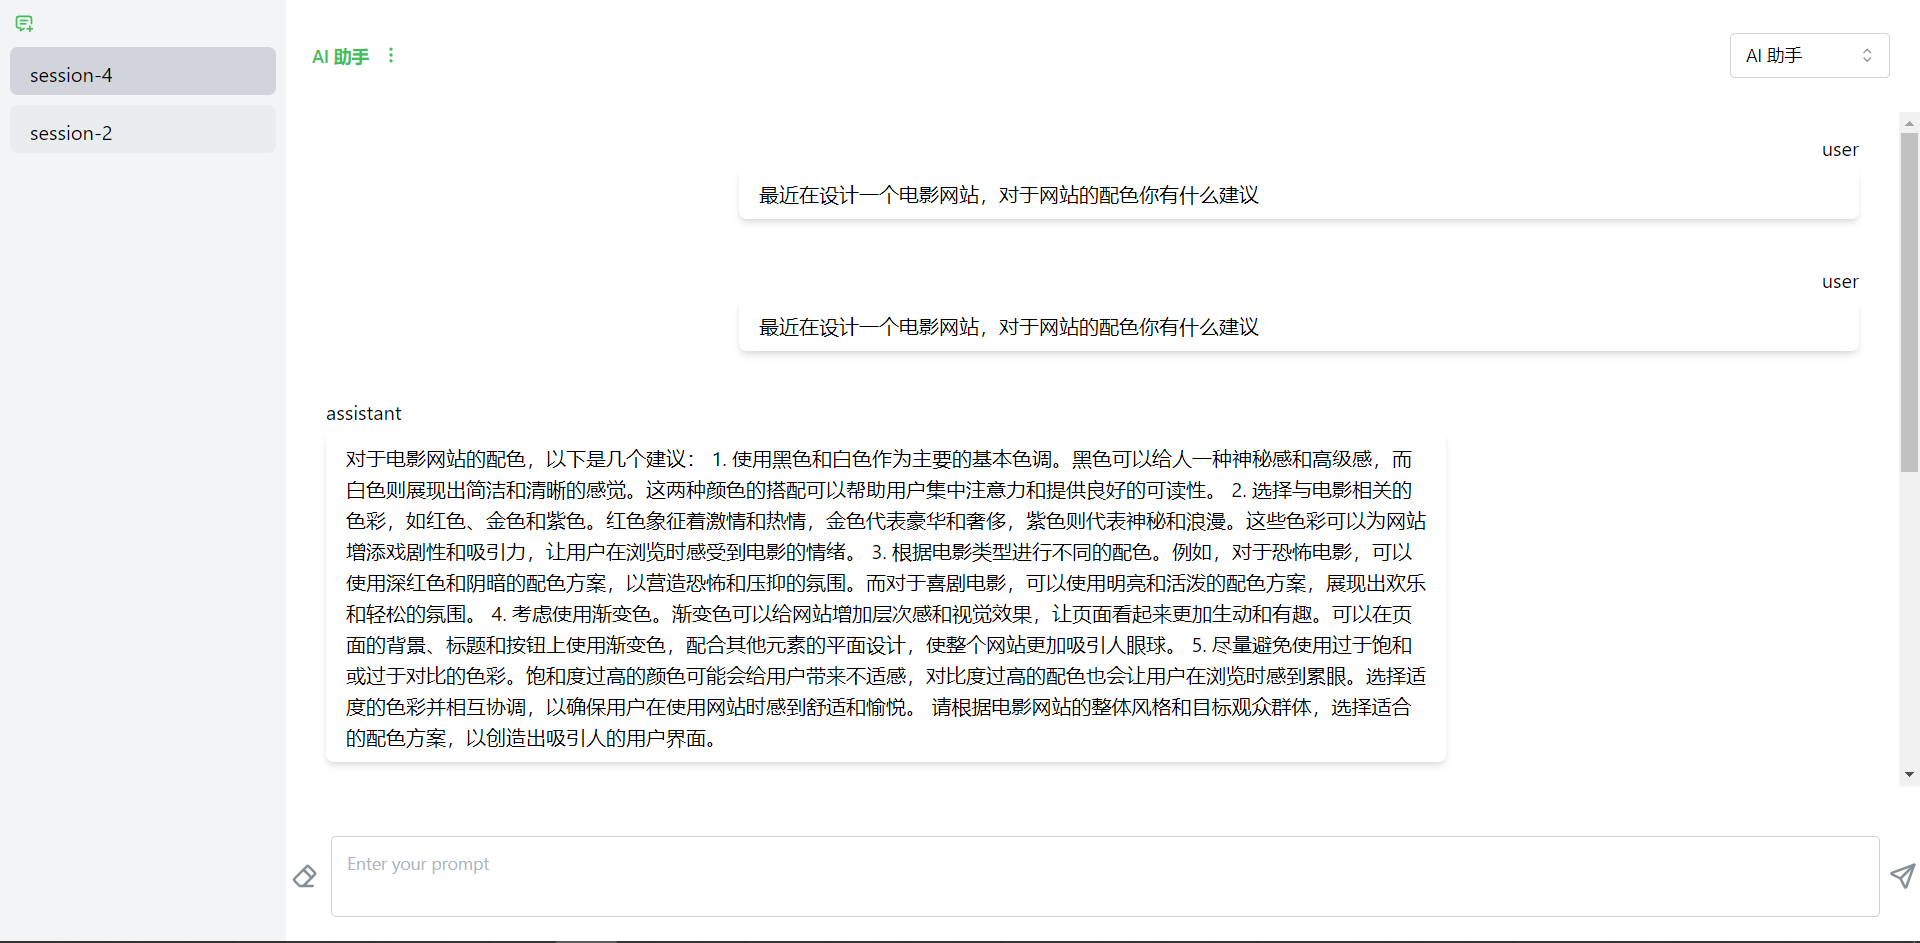 session-4
session-2
AI 助手
AI 助手
user
最近在设计一个电影网站，对于网站的配色你有什么建议
user
最近在设计一个电影网站，对于网站的配色你有什么建议
assistant
对于电影网站的配色，以下是几个建议： 1. 使用黑色和白色作为主要的基本色调。黑色可以给人一种神秘感和高级感，而
白色则展现出简洁和清晰的感觉。这两种颜色的搭配可以帮助用户集中注意力和提供良好的可读性。 2. 选择与电影相关的
色彩，如红色、金色和紫色。红色象征着激情和热情，金色代表豪华和奢侈，紫色则代表神秘和浪漫。这些色彩可以为网站
增添戏剧性和吸引力，让用户在浏览时感受到电影的情绪。 3. 根据电影类型进行不同的配色。例如，对于恐怖电影，可以
使用深红色和阴暗的配色方案，以营造恐怖和压抑的氛围。而对于喜剧电影，可以使用明亮和活泼的配色方案，展现出欢乐
和轻松的氛围。 4. 考虑使用渐变色。渐变色可以给网站增加层次感和视觉效果，让页面看起来更加生动和有趣。可以在页
面的背景、标题和按钮上使用渐变色，配合其他元素的平面设计，使整个网站更加吸引人眼球。 5. 尽量避免使用过于饱和
或过于对比的色彩。饱和度过高的颜色可能会给用户带来不适感，对比度过高的配色也会让用户在浏览时感到累眼。选择适
度的色彩并相互协调，以确保用户在使用网站时感到舒适和愉悦。 请根据电影网站的整体风格和目标观众群体，选择适合
的配色方案，以创造出吸引人的用户界面。
Enter your prompt